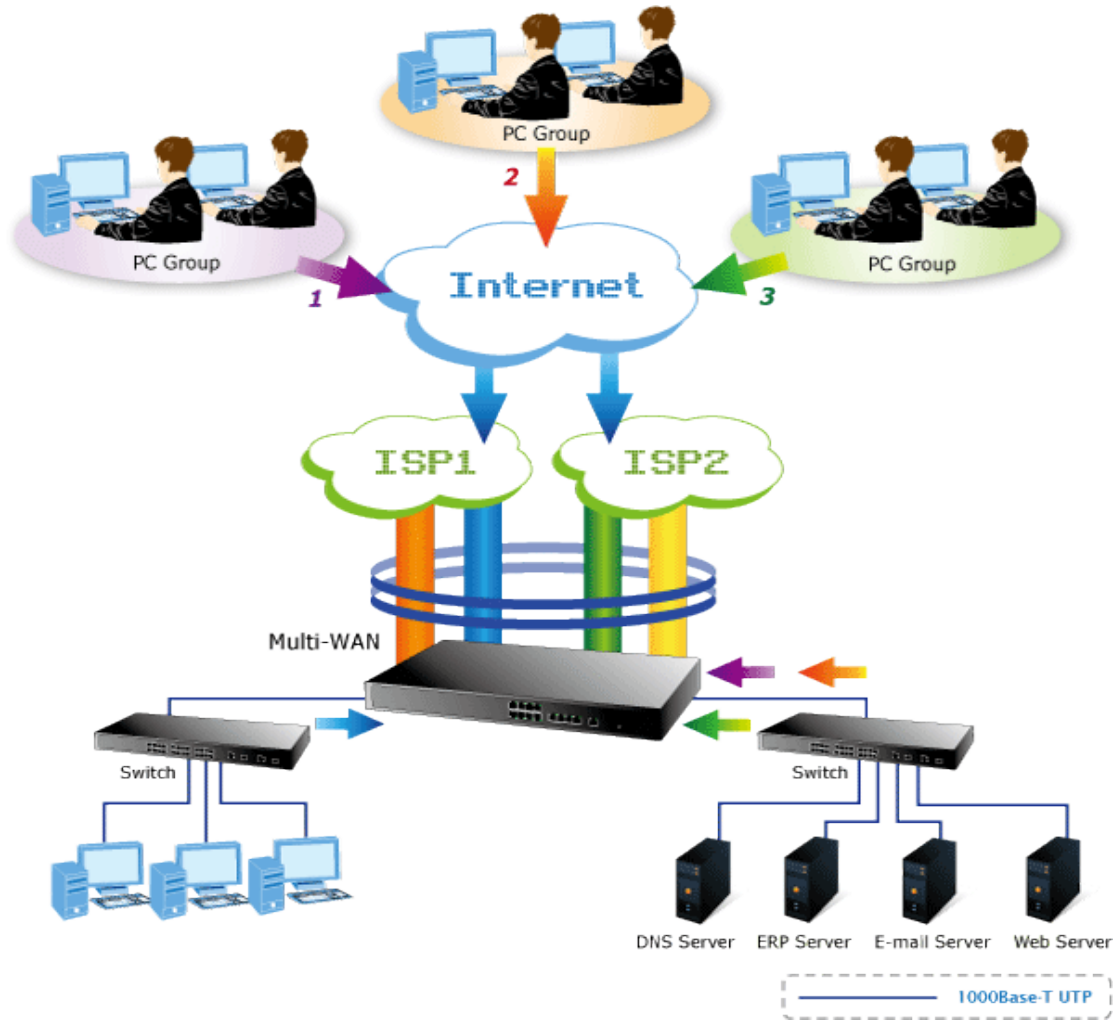 PC Group
2
PC Group
1
PC Group
3
Internet
ISP1
ISP2
Multi-WAN
Switch
Switch
DNS Server
ERP Server
E-mail Server
Web Server
1000Base-T UTP